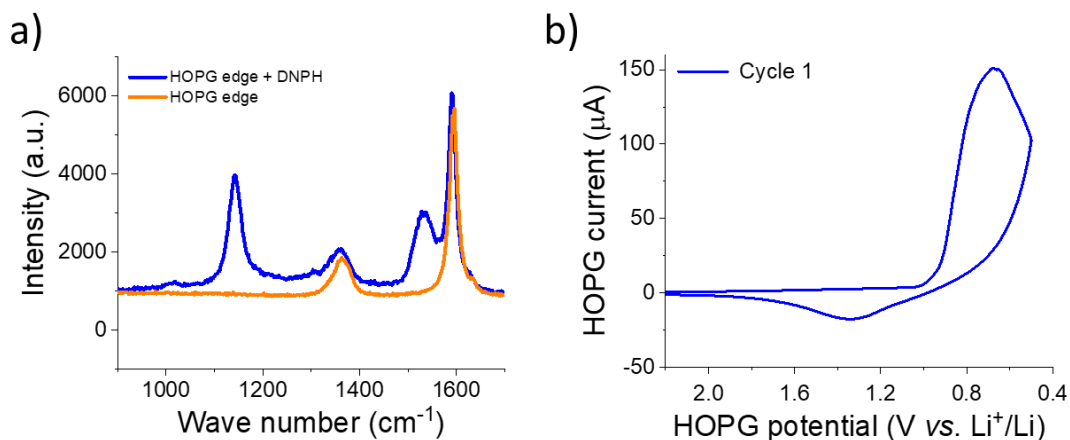 a)
HOPG edge + DNPH
HOPG edge
6000
4000
2000
0
Intensity (a.u.)
1000 1200 1400 1600
Wave number (cm⁻¹)
b)
Cycle 1
150
100
50
0
-50
HOPG current (μA)
2.0 1.6 1.2 0.8 0.4
HOPG potential (V vs. Li⁺/Li)